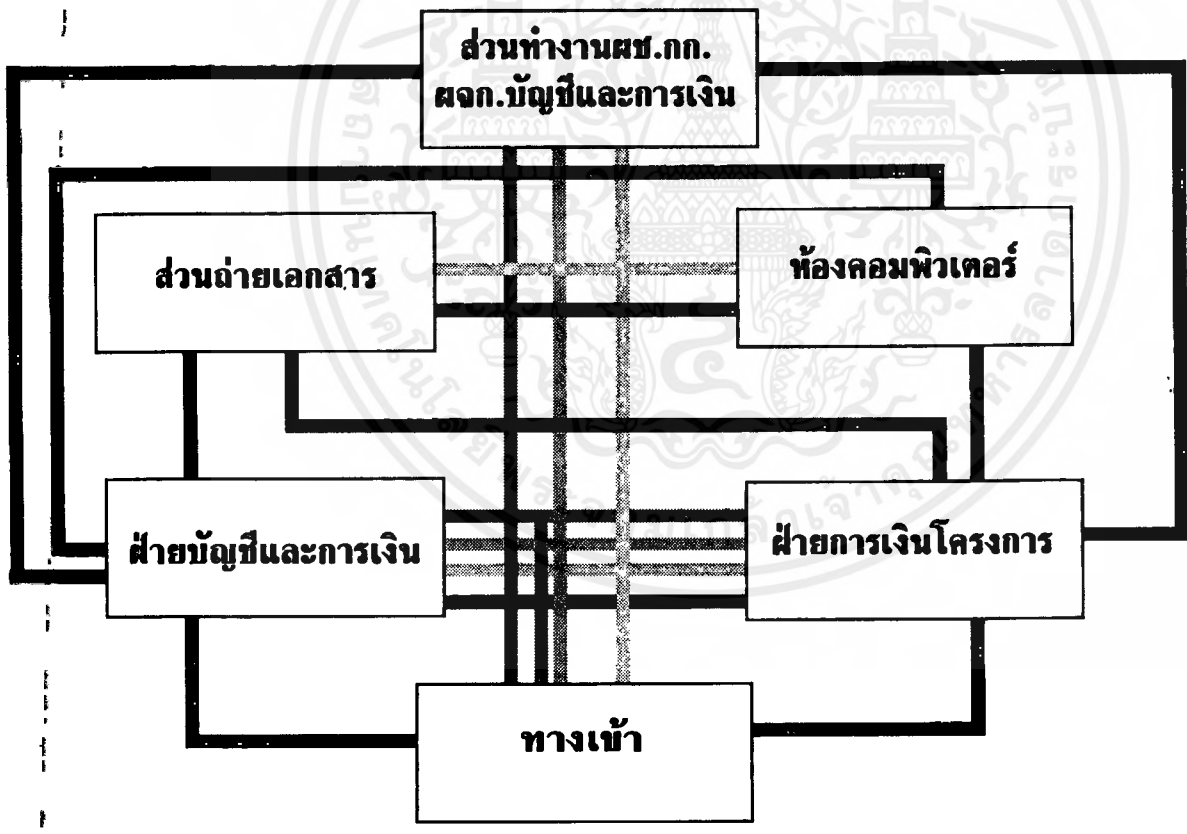 ส่วนทำงานผช.กก.
ผจก.บัญชีและการเงิน
ส่วนถ่ายเอกสาร
ห้องคอมพิวเตอร์
ฝ่ายบัญชีและการเงิน
ฝ่ายการเงินโครงการ
ทางเข้า